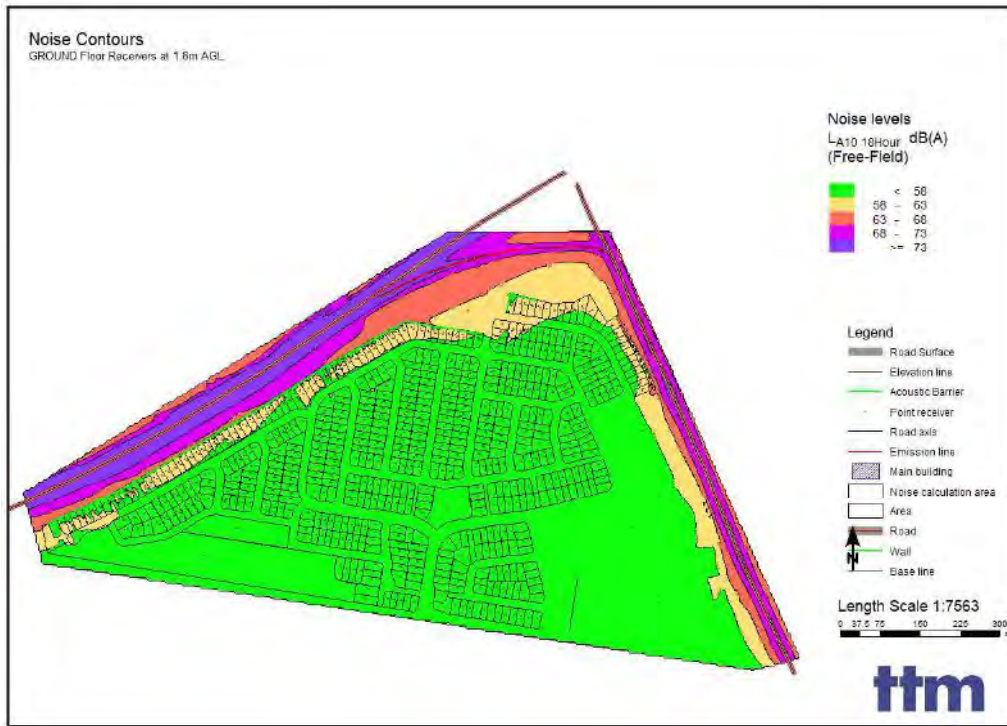 Noise Contours
GROUND Floor Receivers at 1.8m AGL
Noise levels
LA10 18Hour dB(A)
(Free-Field)
< 58
58 - 63
63 - 68
68 - 73
>= 73
Legend
Road Surface
Elevation line
Acoustic Barrier
Point receiver
Road axis
Emission line
Main building
Noise calculation area
Area
Road
Wall
Base line
N
Length Scale 1:7563
0 37.5 75 150 225 300
ttm